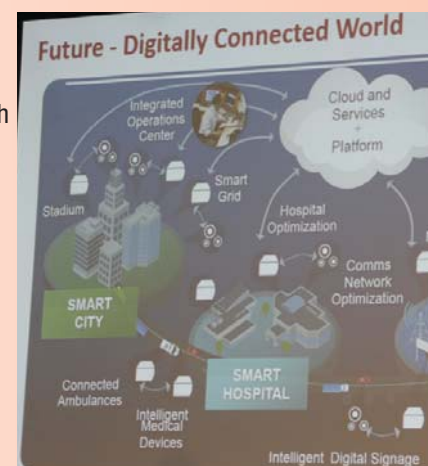 Future - Digitally Connected World
Integrated
Operations
Center
Cloud and
Services
+
Platform
Stadium
Smart
Grid
Hospital
Optimization
Comms
Network
Optimization
SMART
CITY
SMART
HOSPITAL
Connected
Ambulances
Intelligent
Medical
Devices
Intelligent Digital Signage